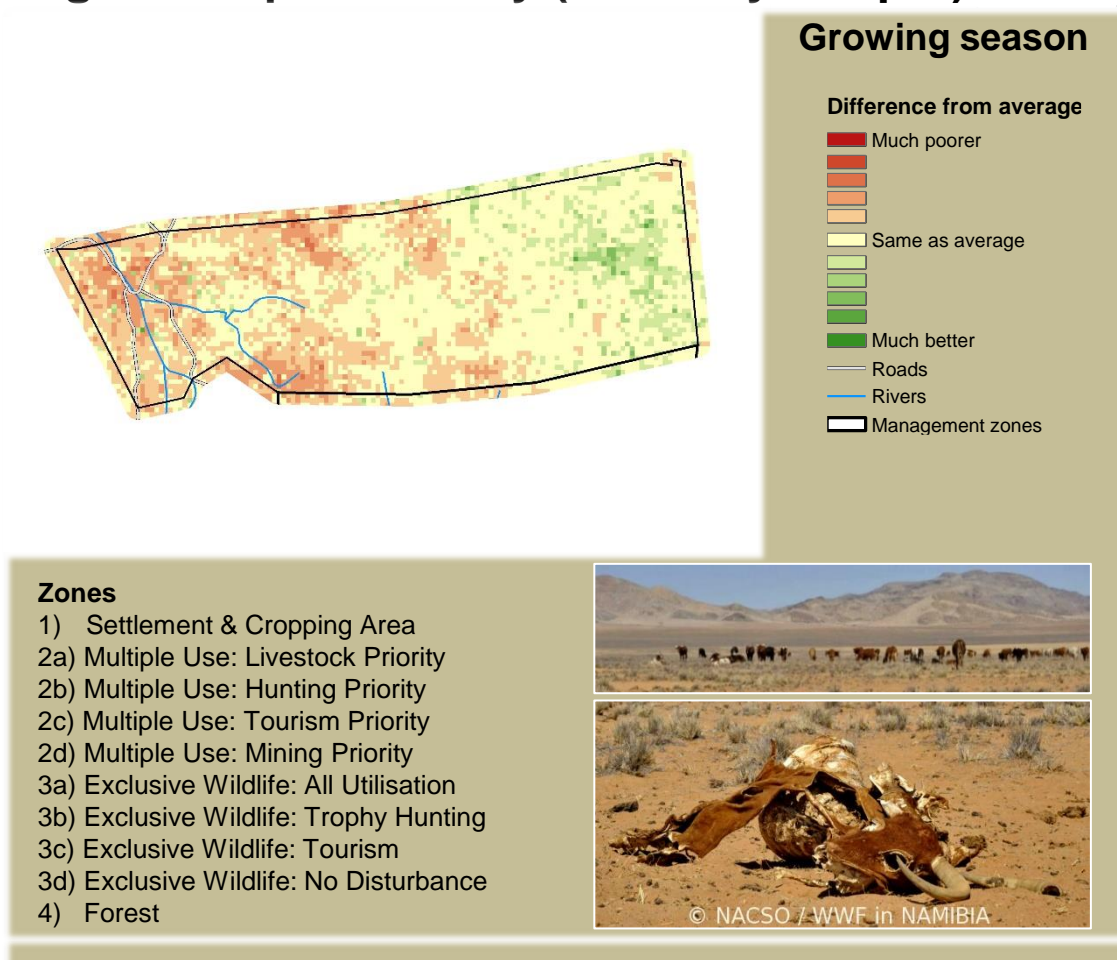 Growing season
Difference from average
Much poorer
Same as average
Much better
Roads
Rivers
Management zones
Zones
1) Settlement & Cropping Area
2a) Multiple Use: Livestock Priority
2b) Multiple Use: Hunting Priority
2c) Multiple Use: Tourism Priority
2d) Multiple Use: Mining Priority
3a) Exclusive Wildlife: All Utilisation
3b) Exclusive Wildlife: Trophy Hunting
3c) Exclusive Wildlife: Tourism
3d) Exclusive Wildlife: No Disturbance
4) Forest
© NACSO / WWF in NAMIBIA